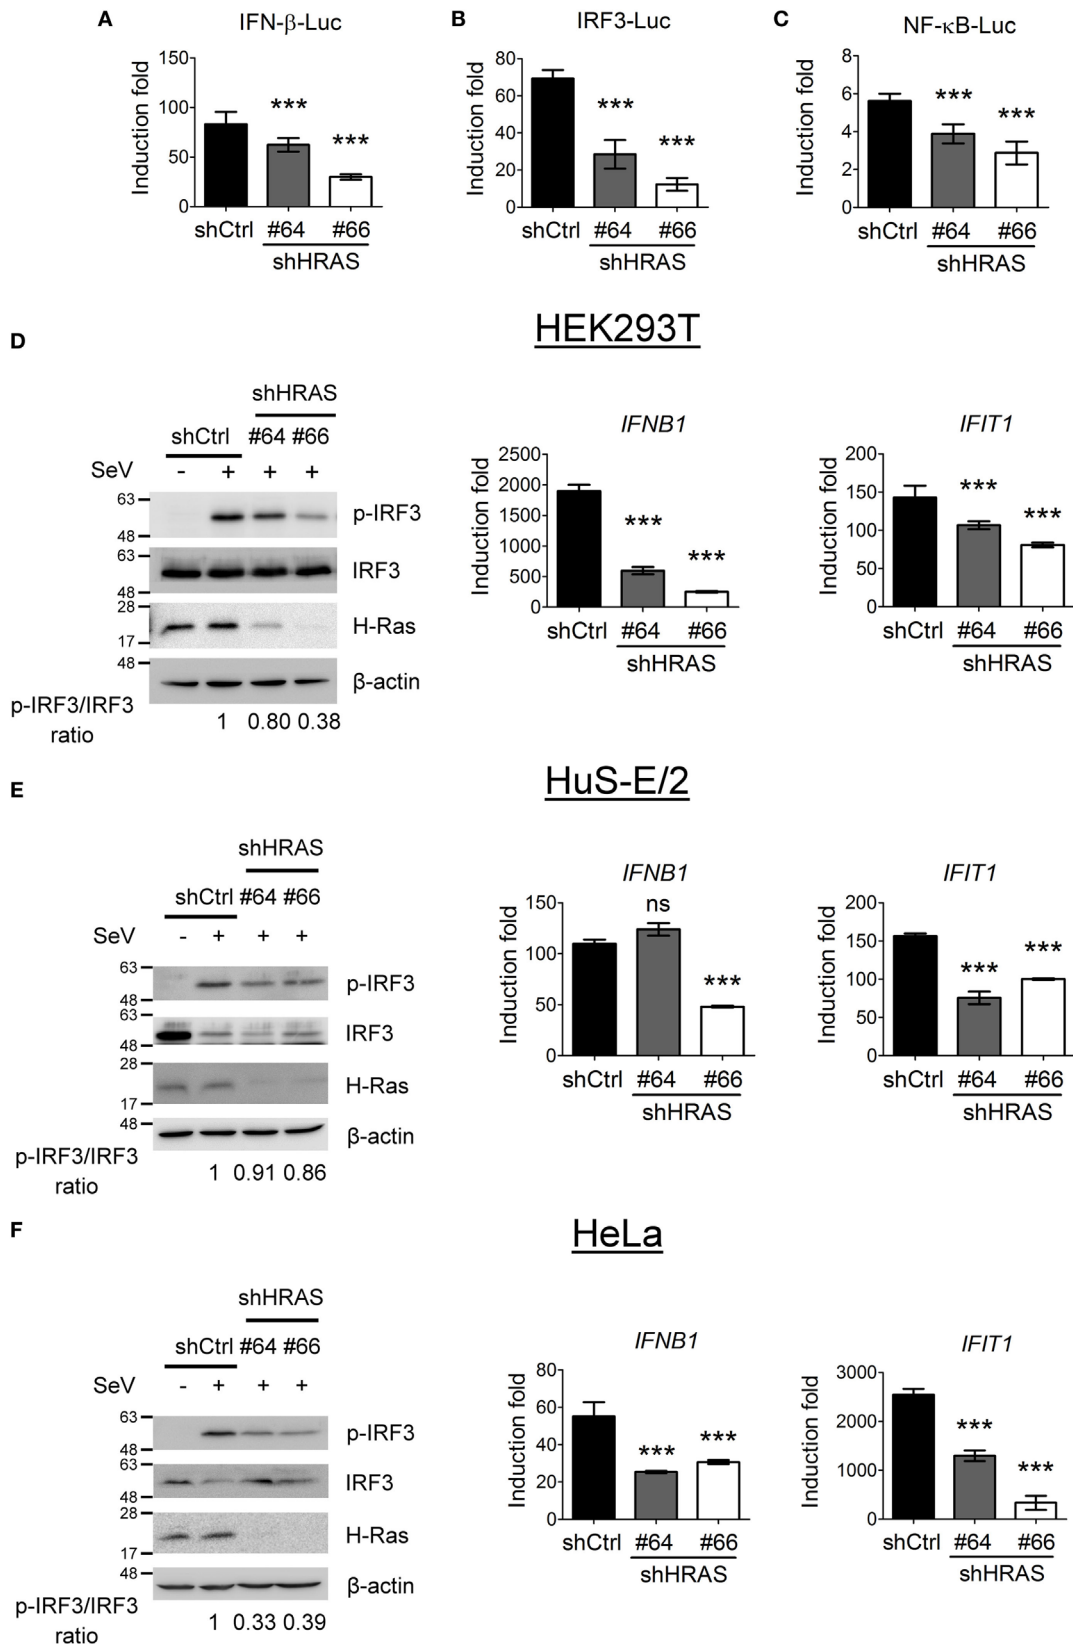 A IFN-β-Luc
Induction fold
150
100
50
0
***
***
shCtrl #64 #66
shHRAS
B IRF3-Luc
Induction fold
80
60
40
20
0
***
***
shCtrl #64 #66
shHRAS
C NF-κB-Luc
Induction fold
8
6
4
2
0
***
***
shCtrl #64 #66
shHRAS
D HEK293T
shHRAS
shCtrl #64 #66
SeV - + + +
63
48
p-IRF3
63
48
IRF3
28
17
H-Ras
48
β-actin
p-IRF3/IRF3
ratio
1 0.80 0.38
IFNB1
Induction fold
2500
2000
1500
1000
500
0
***
***
shCtrl #64 #66
shHRAS
IFIT1
Induction fold
200
150
100
50
0
***
***
shCtrl #64 #66
shHRAS
E HuS-E/2
shHRAS
shCtrl #64 #66
SeV - + + +
63
48
p-IRF3
63
48
IRF3
28
17
H-Ras
48
β-actin
p-IRF3/IRF3
ratio
1 0.91 0.86
IFNB1
Induction fold
150
100
50
0
ns
***
shCtrl #64 #66
shHRAS
IFIT1
Induction fold
200
150
100
50
0
***
***
shCtrl #64 #66
shHRAS
F HeLa
shHRAS
shCtrl #64 #66
SeV - + + +
63
48
p-IRF3
63
48
IRF3
28
17
H-Ras
48
β-actin
p-IRF3/IRF3
ratio
1 0.33 0.39
IFNB1
Induction fold
80
60
40
20
0
***
***
shCtrl #64 #66
shHRAS
IFIT1
Induction fold
3000
2000
1000
0
***
***
shCtrl #64 #66
shHRAS